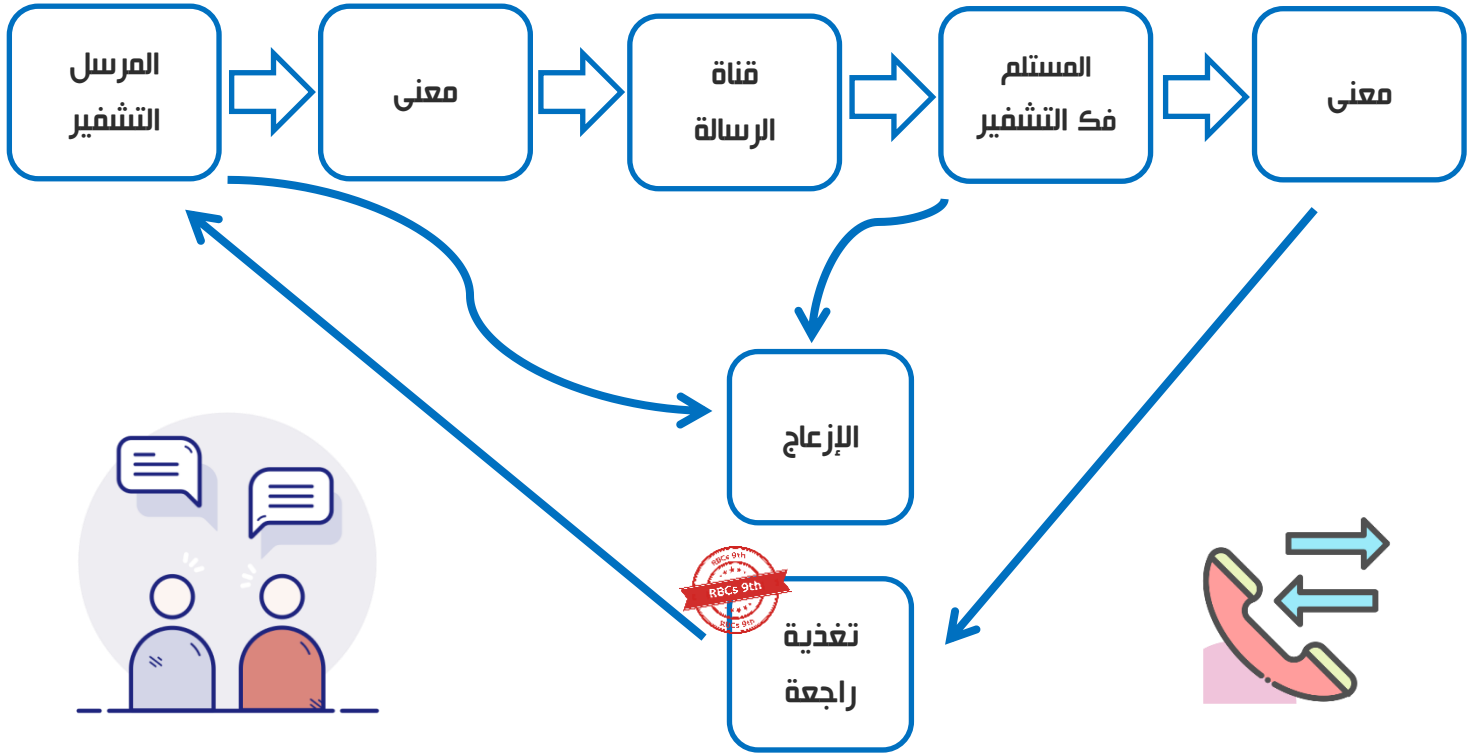 المرسل
التشفير
معنى
قناة
الرسالة
المستلم
فك التشفير
معنى
الإزعاج
RBCs 9th
RBCs 9th
RBCs 9th
تغذية
راجعة